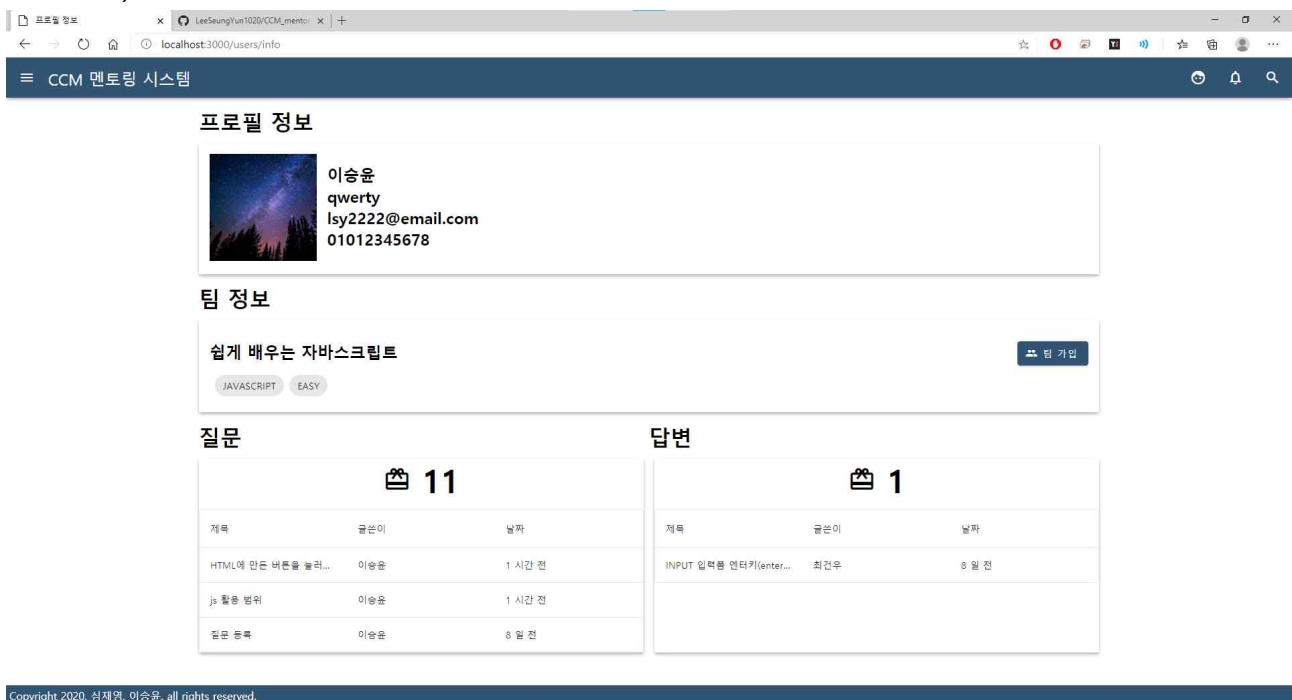 프로필 정보
LeeSeungYun1020/CCM_mentor
localhost:3000/users/info
CCM 멘토링 시스템
프로필 정보
이승윤
qwerty
lsy2222@email.com
01012345678
팀 정보
쉽게 배우는 자바스크립트
팀 가입
JAVASCRIPT EASY
질문 답변
11 1
제목 글쓴이 날짜 제목 글쓴이 날짜
HTML에 만든 버튼을 눌러... 이승윤 1 시간 전 INPUT 입력폼 엔터키(enter... 최건우 8 일 전
js 활용 범위 이승윤 1 시간 전
질문 등록 이승윤 8 일 전
Copyright 2020. 심재영, 이승윤. all rights reserved.